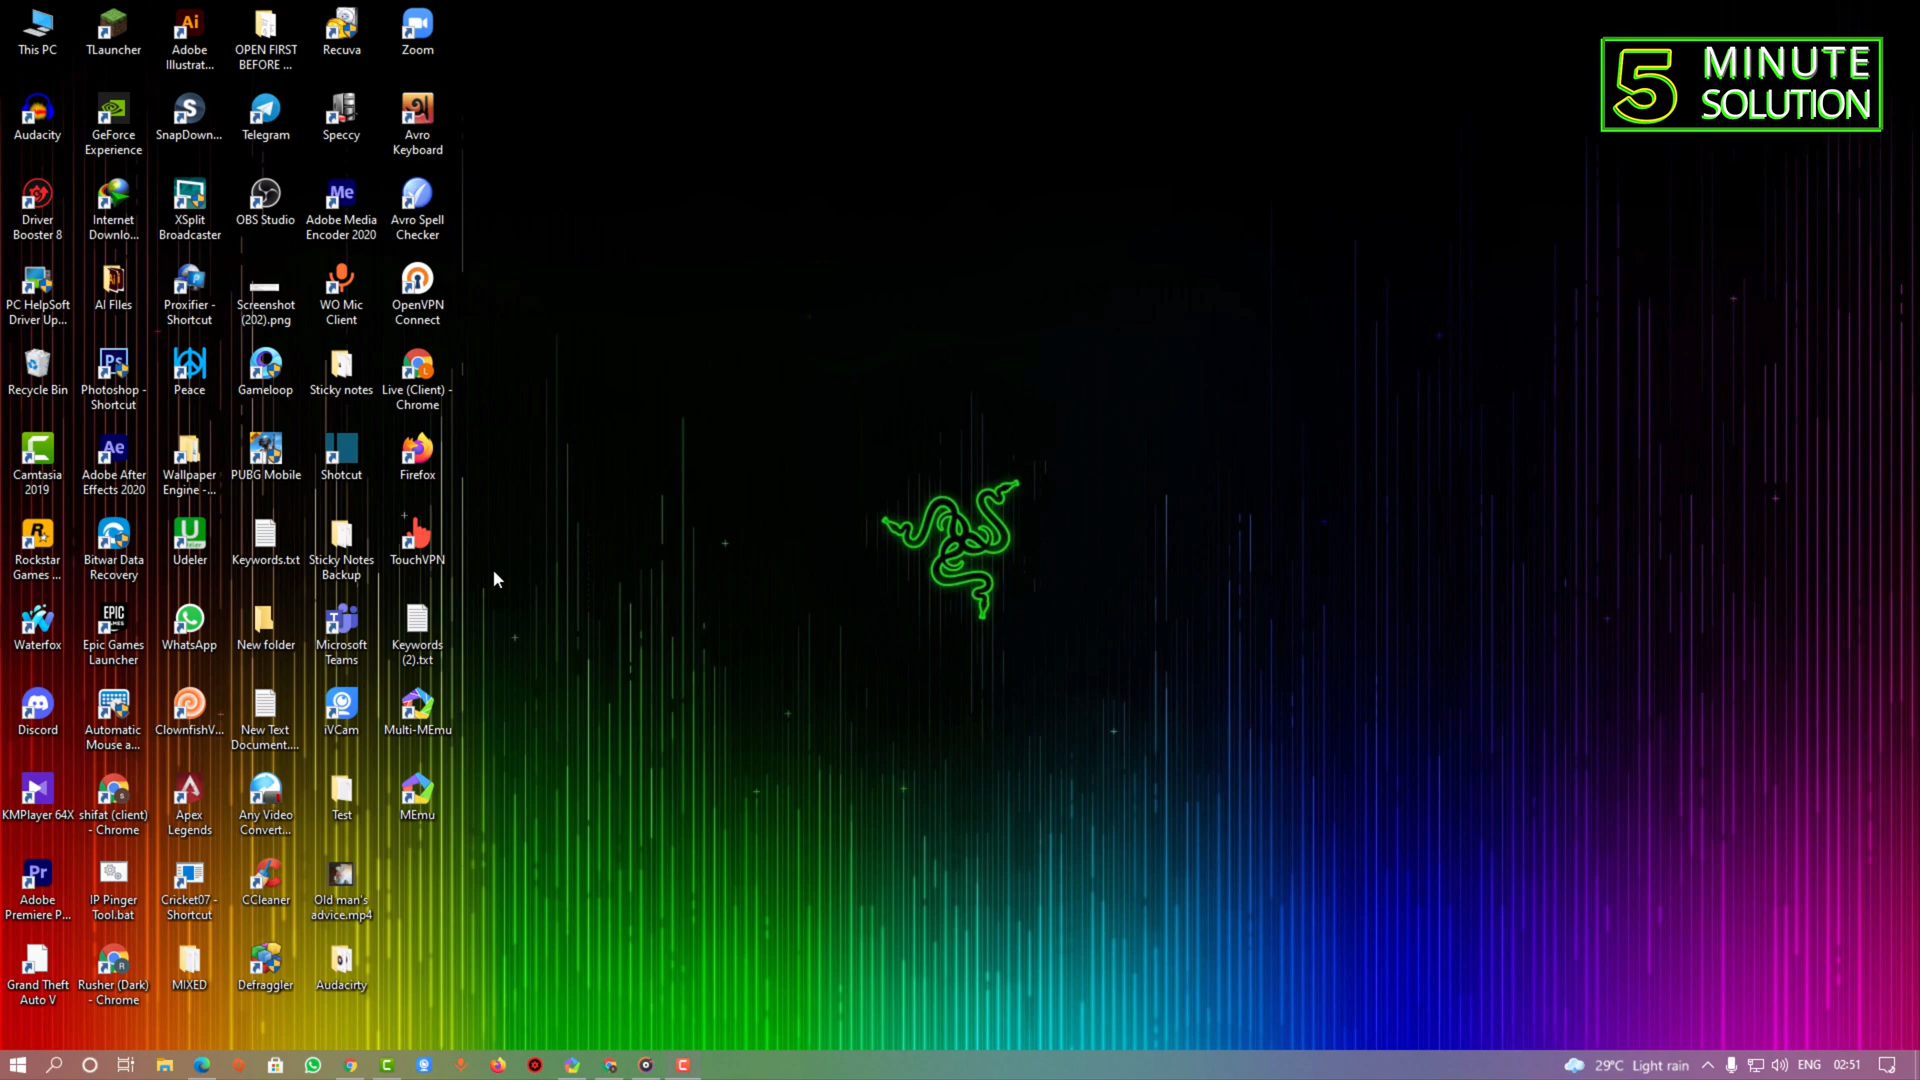 This PC
TLauncher
Adobe
Illustrat...
OPEN FIRST
BEFORE ...
Recuva
Zoom
5 MINUTE
SOLUTION
Audacity
GeForce
Experience
SnapDown...
Telegram
Speccy
Avro
Keyboard
Driver
Booster 8
Internet
Downlo...
XSplit
Broadcaster
OBS Studio
Adobe Media
Encoder 2020
Avro Spell
Checker
PC HelpSoft
Driver Up...
AI FIles
Proxifier -
Shortcut
Screenshot
(202).png
WO Mic
Client
OpenVPN
Connect
Recycle Bin
Photoshop -
Shortcut
Peace
Gameloop
Sticky notes
Live (Client) -
Chrome
Camtasia
2019
Adobe After
Effects 2020
Wallpaper
Engine -...
PUBG Mobile
Shotcut
Firefox
Rockstar
Games ...
Bitwar Data
Recovery
Udeler
Keywords.txt
Sticky Notes
Backup
TouchVPN
Waterfox
Epic Games
Launcher
WhatsApp
New folder
Microsoft
Teams
Keywords
(2).txt
Discord
Automatic
Mouse a...
ClownfishV...
New Text
Document....
iVCam
Multi-MEmu
KMPlayer 64X
shifat (client)
- Chrome
Apex
Legends
Any Video
Convert...
Test
MEmu
Adobe
Premiere P...
IP Pinger
Tool.bat
Cricket07 -
Shortcut
CCleaner
Old man's
advice.mp4
Grand Theft
Auto V
Rusher (Dark)
- Chrome
MIXED
Defraggler
Audacirty
29°C Light rain
ENG
02:51